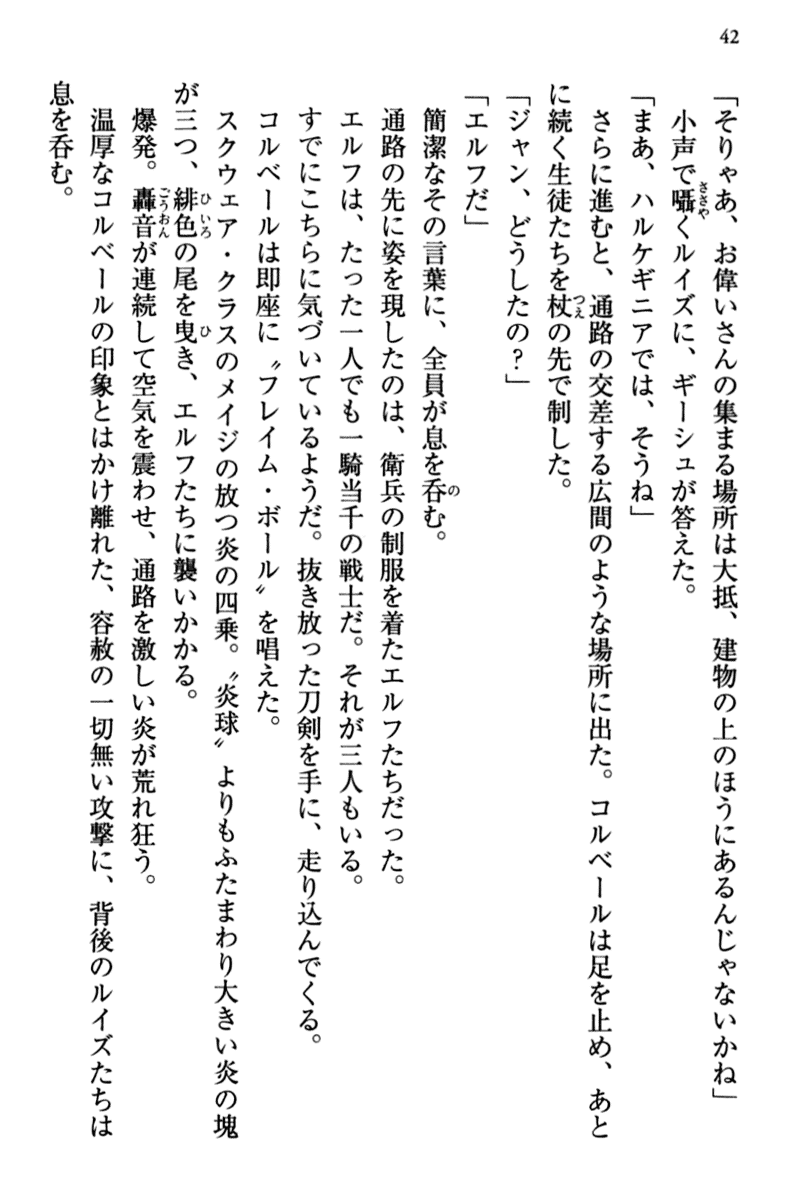 42
「そりゃあ、お偉いさんの集まる場所は大抵、建物の上のほうにあるんじゃないかね」
小声で囁くルイズに、ギーシュが答えた。
「まあ、ハルケギニアでは、そうね」
さらに進むと、通路の交差する広間のような場所に出た。コルベールは足を止め、あと
に続く生徒たちを杖の先で制した。
「ジャン、どうしたの？」
「エルフだ」
簡潔なその言葉に、全員が息を呑む。
通路の先に姿を現したのは、衛兵の制服を着たエルフたちだった。
エルフは、たった一人でも一騎当千の戦士だ。それが三人もいる。
すでにこちらに気づいているようだ。抜き放った刀剣を手に、走り込んでくる。
コルベールは即座に〝フレイム・ボール〟を唱えた。
スクウェア・クラスのメイジの放つ炎の四乗。〝炎球〟よりもふたまわり大きい炎の塊
が三つ、緋色の尾を曳き、エルフたちに襲いかかる。
爆発。轟音が連続して空気を震わせ、通路を激しい炎が荒れ狂う。
温厚なコルベールの印象とはかけ離れた、容赦の一切無い攻撃に、背後のルイズたちは
息を呑む。